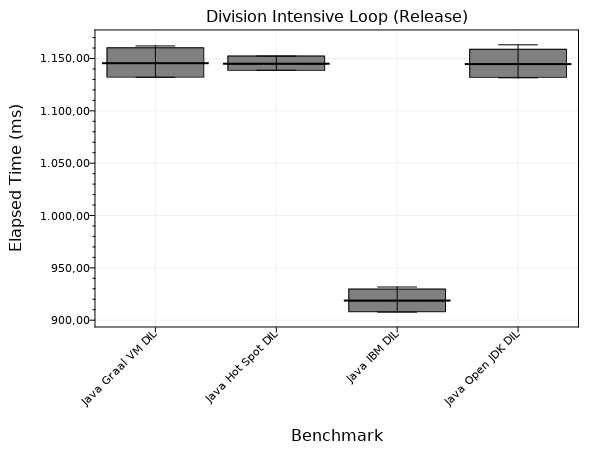 Division Intensive Loop (Release)
Elapsed Time (ms)
1.150,00
1.100,00
1.050,00
1.000,00
950,00
900,00
Java Graal VM DIL
Java Hot Spot DIL
Java IBM DIL
Java Open JDK DIL
Benchmark